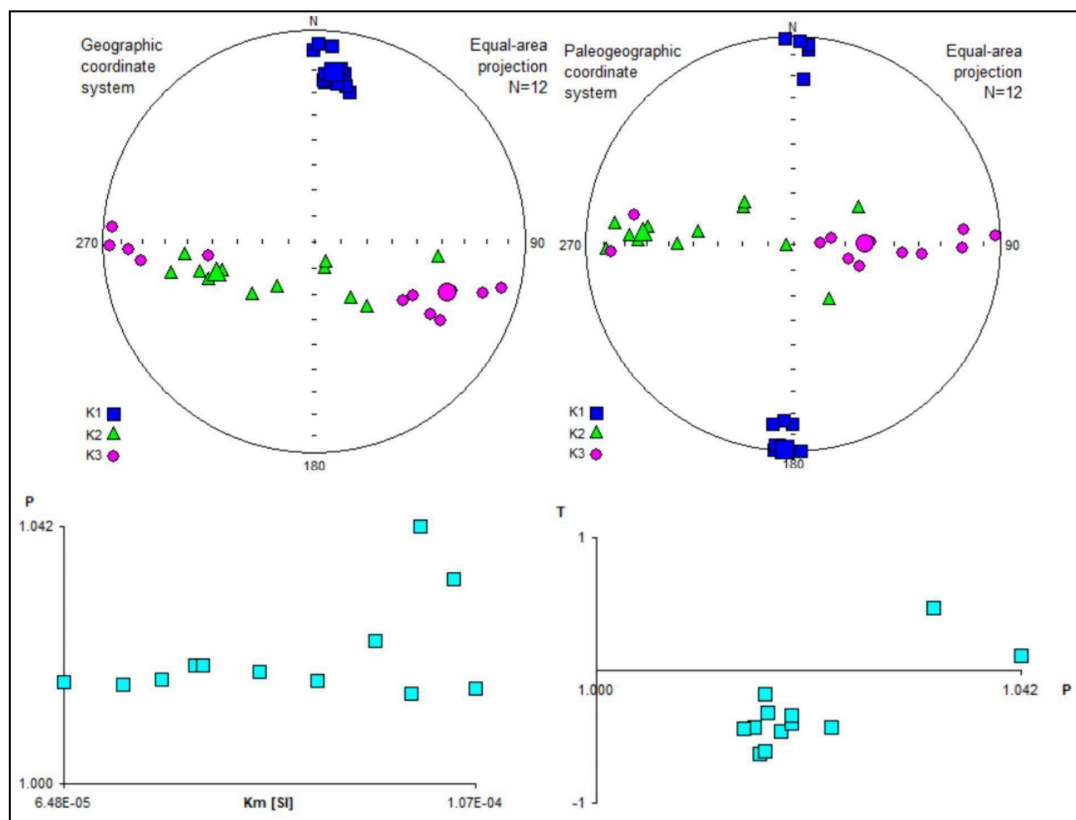 N
Geographic
coordinate
system
Equal-area
projection
N=12
270
90
180
K1
K2
K3
N
Paleogeographic
coordinate
system
Equal-area
projection
N=12
270
90
180
K1
K2
K3
P
1.042
1.000
6.48E-05
Km [SI]
1.07E-04
T
1
1.000
P
1.042
-1